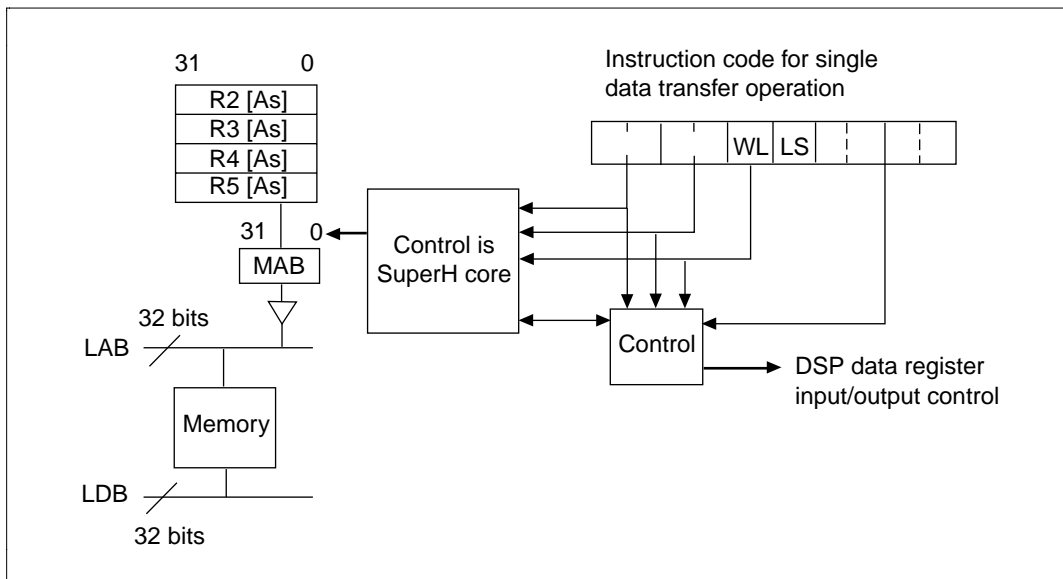 31 0
R2 [As]
R3 [As]
R4 [As]
R5 [As]
31 0
MAB
32 bits
LAB
Memory
LDB
32 bits
Control is
SuperH core
Instruction code for single
data transfer operation
WL LS
Control
DSP data register
input/output control